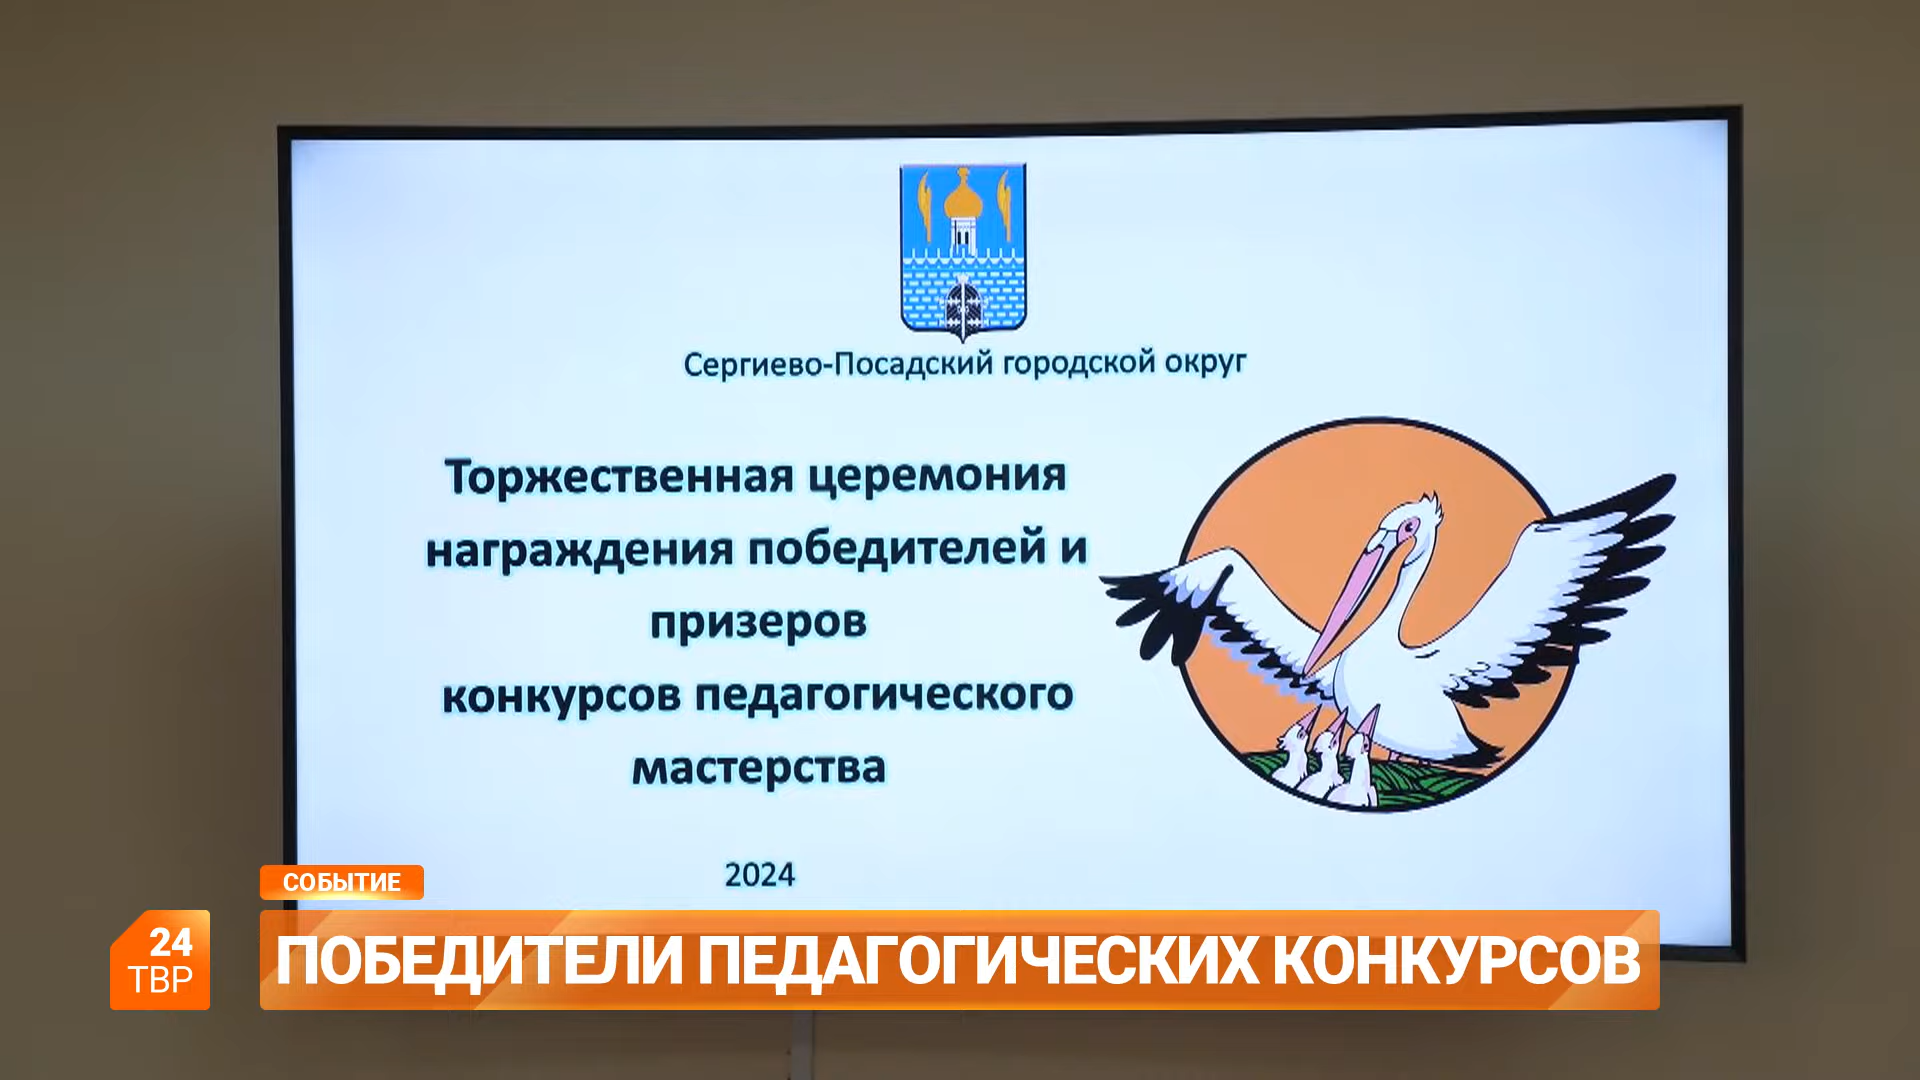 Сергиево-Посадский городской округ
Торжественная церемония
награждения победителей и
призеров
конкурсов педагогического
мастерства
2024
СОБЫТИЕ
24
ТВР
ПОБЕДИТЕЛИ ПЕДАГОГИЧЕСКИХ КОНКУРСОВ